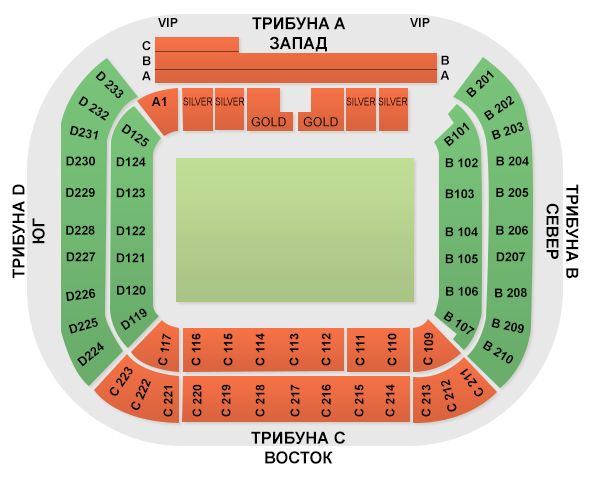 VIP
ТРИБУНА А
VIP
ЗАПАД
C
B
A
B
A
A1
SILVER
SILVER
GOLD
GOLD
SILVER
SILVER
D 233
D 232
D231
D230
D229
D228
D227
D226
D225
D224
D125
D124
D123
D122
D121
D120
D119
ТРИБУНА D
ЮГ
B 201
B 202
B 203
B 204
B 205
B 206
D207
B 208
B 209
B 210
B101
B 102
B103
B 104
B 105
B 106
B 107
ТРИБУНА В
СЕВЕР
C 117
C 116
C 115
C 114
C 113
C 112
C 111
C 110
C 109
C 223
C 222
C 221
C 220
C 219
C 218
C 217
C 216
C 215
C 214
C 213
C 212
C 211
ТРИБУНА С
ВОСТОК